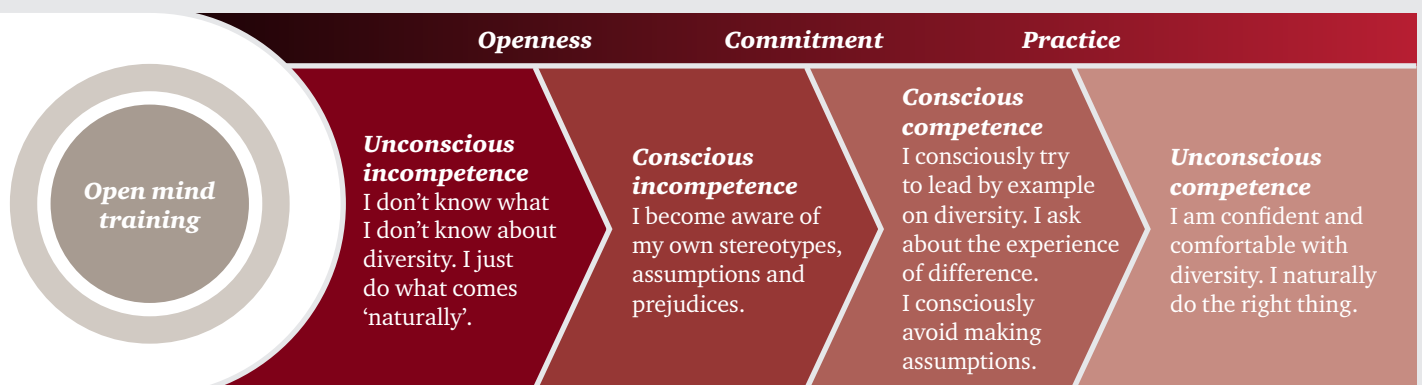 Openness
Commitment
Practice
Open mind
training
Unconscious
incompetence
I don’t know what
I don’t know about
diversity. I just
do what comes
‘naturally’.
Conscious
incompetence
I become aware of
my own stereotypes,
assumptions and
prejudices.
Conscious
competence
I consciously try
to lead by example
on diversity. I ask
about the experience
of difference.
I consciously
avoid making
assumptions.
Unconscious
competence
I am confident and
comfortable with
diversity. I naturally
do the right thing.